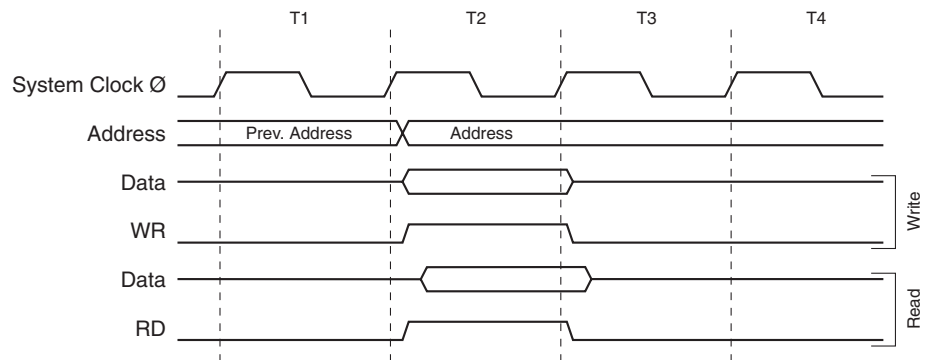 T1 T2 T3 T4
System Clock Ø
Address Prev. Address Address
Data
WR
Write
Data
RD
Read